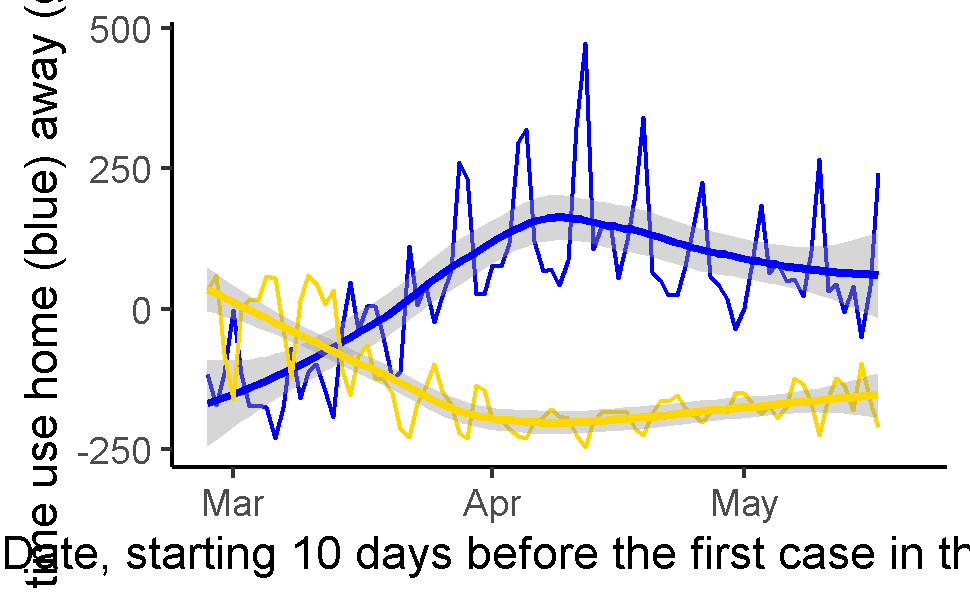 time use home (blue) away (
500
250
0
-250
Mar Apr May
Date, starting 10 days before the first case in th